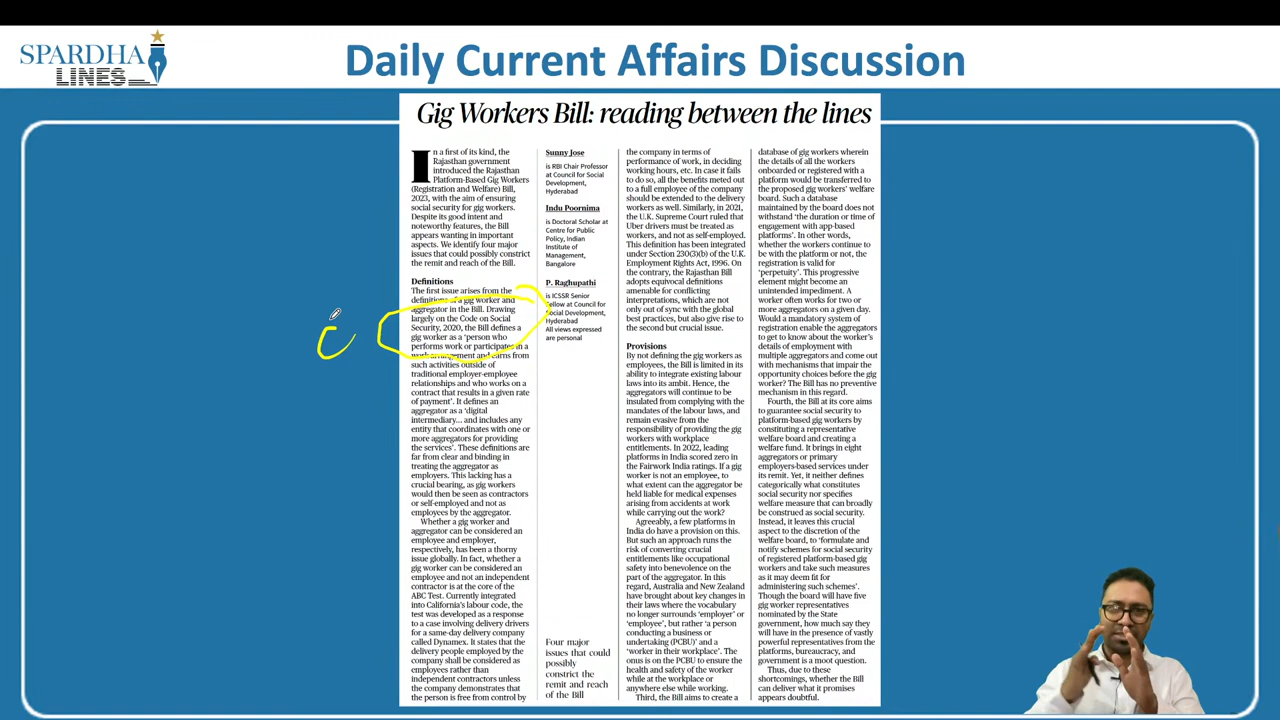 SPARDHA
LINES
Daily Current Affairs Discussion
Gig Workers Bill: reading between the lines
In a first of its kind, the
Rajasthan government
introduced the Rajasthan
Platform-Based Gig Workers
(Registration and Welfare) Bill,
2023, with the aim of ensuring
social security for gig workers.
Despite its good intent and
noteworthy features, the Bill
appears wanting in important
aspects. We identify four major
issues that could possibly constrict
the remit and reach of the Bill.
Definitions
The first issue arises from the
definitions of a gig worker and
aggregator in the Bill. Drawing
largely on the Code on Social
Security, 2020, the Bill defines a
gig worker as a 'person who
performs work or participates in a
work arrangement and earns from
such activities outside of
traditional employer-employee
relationships and who works on a
contract that results in a given rate
of payment'. It defines an
aggregator as a 'digital
intermediary... and includes any
entity that coordinates with one or
more aggregators for providing
the services'. These definitions are
far from clear and binding in
treating the aggregator as
employers. This lacking has a
crucial bearing, as gig workers
would then be seen as contractors
or self-employed and not as
employees by the aggregator.
Whether a gig worker and
aggregator can be considered an
employee and employer,
respectively, has been a thorny
issue globally. In fact, whether a
gig worker can be considered an
employee and not an independent
contractor is at the core of the
ABC Test. Currently integrated
into California's labour code, the
test was developed as a response
to a case involving delivery drivers
for a same-day delivery company
called Dynamex. It states that the
delivery people employed by the
company shall be considered as
employees rather than
independent contractors unless
the company demonstrates that
the person is free from control by
Sunny Jose
is RBI Chair Professor
at Council for Social
Development,
Hyderabad
Indu Poornima
is Doctoral Scholar at
Centre for Public
Policy, Indian
Institute of
Management,
Bangalore
P. Raghupathi
is ICSSR Senior
Fellow at Council for
Social Development,
Hyderabad
All views expressed
are personal
Four major
issues that could
possibly
constrict the
remit and reach
of the Bill
the company in terms of
performance of work, in deciding
working hours, etc. In case it fails
to do so, all the benefits meted out
to a full employee of the company
should be extended to the delivery
workers as well. Similarly, in 2021,
the U.K. Supreme Court ruled that
Uber drivers must be treated as
workers, and not as self-employed.
This definition has been integrated
under Section 230(3)(b) of the U.K.
Employment Rights Act, 1996. On
the contrary, the Rajasthan Bill
adopts equivocal definitions
amenable for conflicting
interpretations, which are not
only out of sync with the global
best practices, but also give rise to
the second but crucial issue.
Provisions
By not defining the gig workers as
employees, the Bill is limited in its
ability to integrate existing labour
laws into its ambit. Hence, the
aggregators will continue to be
insulated from complying with the
mandates of the labour laws, and
remain evasive from the
responsibility of providing the gig
workers with workplace
entitlements. In 2022, leading
platforms in India scored zero in
the Fairwork India ratings. If a gig
worker is not an employee, to
what extent can the aggregator be
held liable for medical expenses
arising from accidents at work
while carrying out the work?
Agreeably, a few platforms in
India do have a provision on this.
But such an approach runs the
risk of converting crucial
entitlements like occupational
safety into benevolence on the
part of the aggregator. In this
regard, Australia and New Zealand
have brought about key changes in
their laws where the vocabulary
no longer surrounds 'employer' or
'employee', but rather 'a person
conducting a business or
undertaking (PCBU)' and a
'worker in their workplace'. The
onus is on the PCBU to ensure the
health and safety of the worker
while at the workplace or
anywhere else while working.
Third, the Bill aims to create a
database of gig workers wherein
the details of all the workers
onboarded or registered with a
platform would be transferred to
the proposed gig workers' welfare
board. Such a database
maintained by the board does not
withstand 'the duration or time of
engagement with app-based
platforms'. In other words,
whether the workers continue to
be with the platform or not, the
registration is valid for
'perpetuity'. This progressive
element might become an
unintended impediment. A
worker often works for two or
more aggregators on a given day.
Would a mandatory system of
registration enable the aggregators
to get to know about the worker's
details of employment with
multiple aggregators and come out
with mechanisms that impair the
opportunity choices before the gig
worker? The Bill has no preventive
mechanism in this regard.
Fourth, the Bill at its core aims
to guarantee social security to
platform-based gig workers by
constituting a representative
welfare board and creating a
welfare fund. It brings in eight
aggregators or primary
employers-based services under
its remit. Yet, it neither defines
categorically what constitutes
social security nor specifies
welfare measure that can broadly
be construed as social security.
Instead, it leaves this crucial
aspect to the discretion of the
welfare board, to 'formulate and
notify schemes for social security
of registered platform-based gig
workers and take such measures
as it may deem fit for
administering such schemes'.
Though the board will have five
gig worker representatives
nominated by the State
government, how much say they
will have in the presence of vastly
powerful representatives from the
platforms, bureaucracy, and
government is a moot question.
Thus, due to these
shortcomings, whether the Bill
can deliver what it promises
appears doubtful.